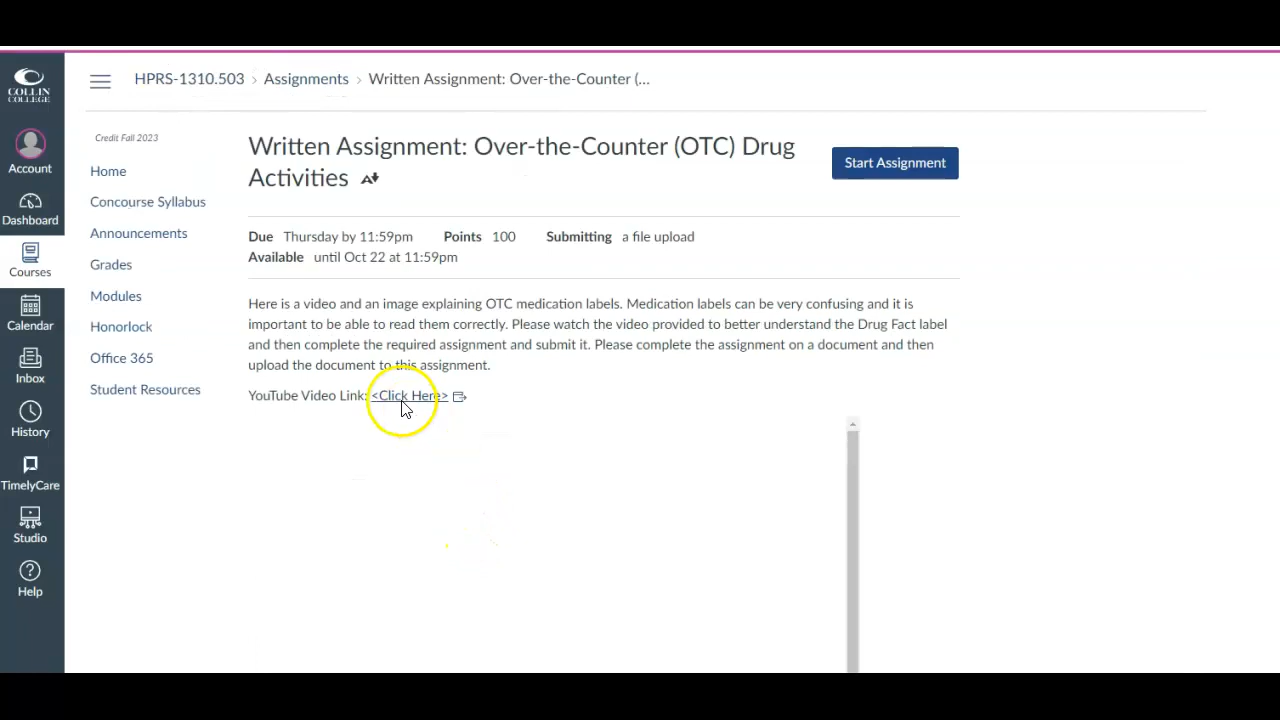 COLLIN
COLLEGE
Account
Dashboard
Courses
Calendar
Inbox
History
TimelyCare
Studio
Help
HPRS-1310.503 > Assignments > Written Assignment: Over-the-Counter (...
Credit Fall 2023
Home
Concourse Syllabus
Announcements
Grades
Modules
Honorlock
Office 365
Student Resources
Written Assignment: Over-the-Counter (OTC) Drug
Activities
Start Assignment
Due Thursday by 11:59pm Points 100 Submitting a file upload
Available until Oct 22 at 11:59pm
Here is a video and an image explaining OTC medication labels. Medication labels can be very confusing and it is
important to be able to read them correctly. Please watch the video provided to better understand the Drug Fact label
and then complete the required assignment and submit it. Please complete the assignment on a document and then
upload the document to this assignment.
YouTube Video Link: <Click Here>